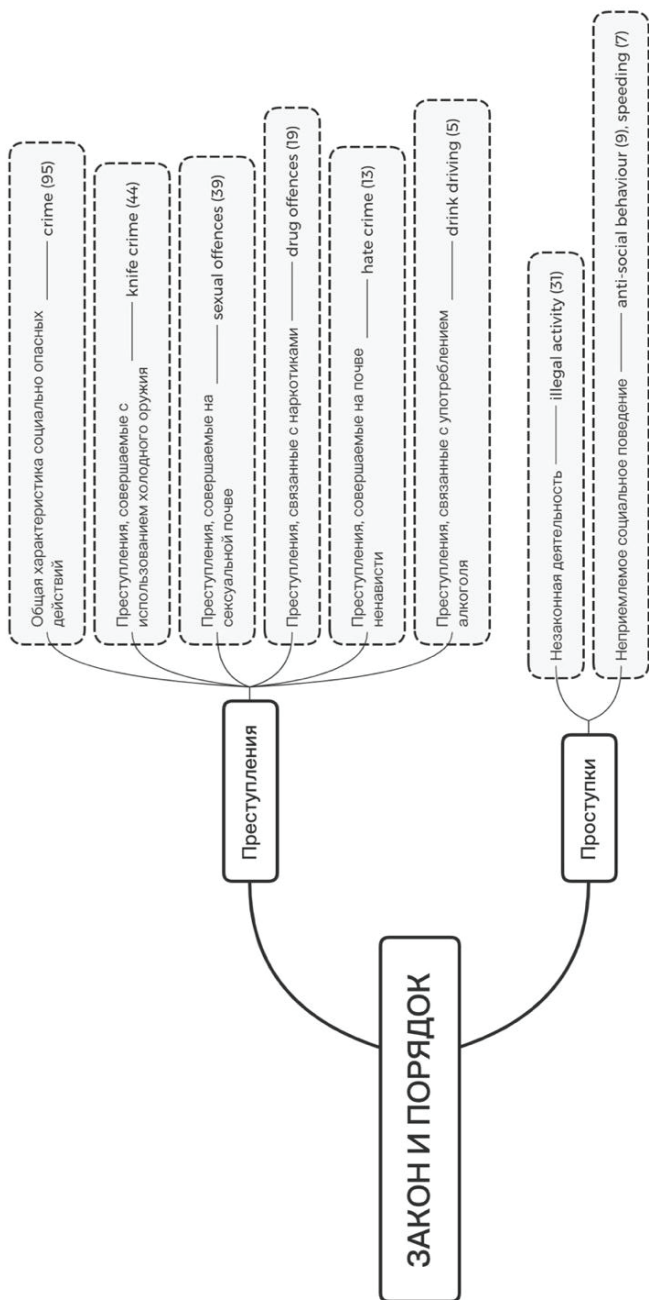 ЗАКОН И ПОРЯДОК
Преступления
Общая характеристика социально опасных
действий
crime (95)
Преступления, совершаемые с
использованием холодного оружия
knife crime (44)
Преступления, совершаемые на
сексуальной почве
sexual offences (39)
Преступления, связанные с наркотиками
drug offences (19)
Преступления, совершаемые на почве
ненависти
hate crime (13)
Преступления, связанные с употреблением
алкоголя
drink driving (5)
Проступки
Незаконная деятельность
illegal activity (31)
Неприемлемое социальное поведение
anti-social behaviour (9), speeding (7)